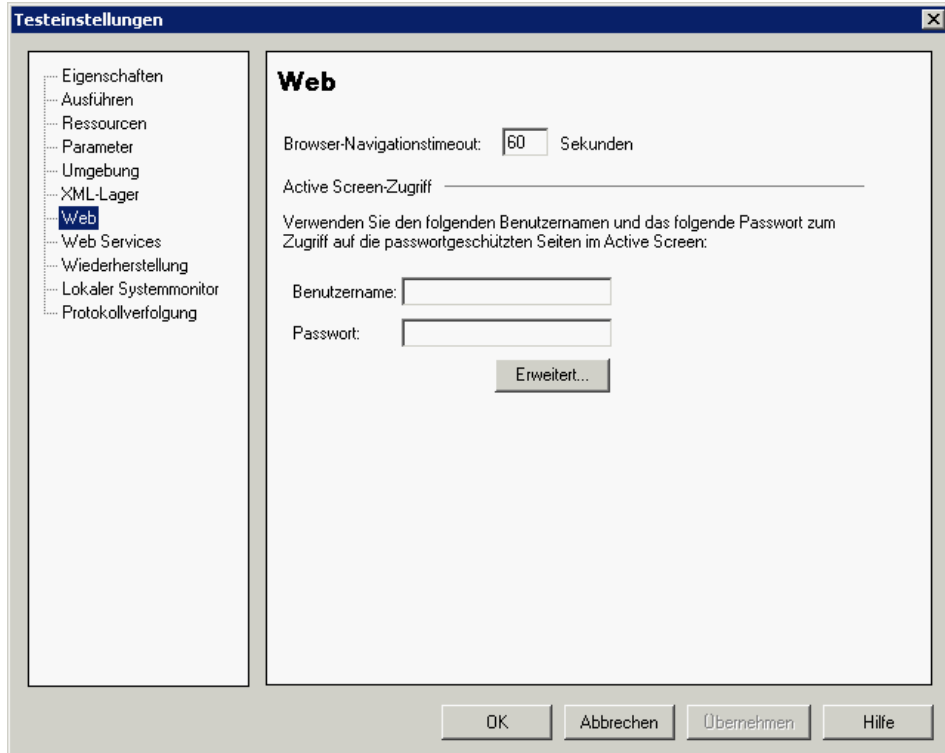 Testeinstellungen
Eigenschaften
Ausführen
Ressourcen
Parameter
Umgebung
XML-Lager
Web
Web Services
Wiederherstellung
Lokaler Systemmonitor
Protokollverfolgung
Web
Browser-Navigationstimeout: 60 Sekunden
Active Screen-Zugriff
Verwenden Sie den folgenden Benutzernamen und das folgende Passwort zum
Zugriff auf die passwortgeschützten Seiten im Active Screen:
Benutzername:
Passwort:
Erweitert...
OK Abbrechen Übernehmen Hilfe